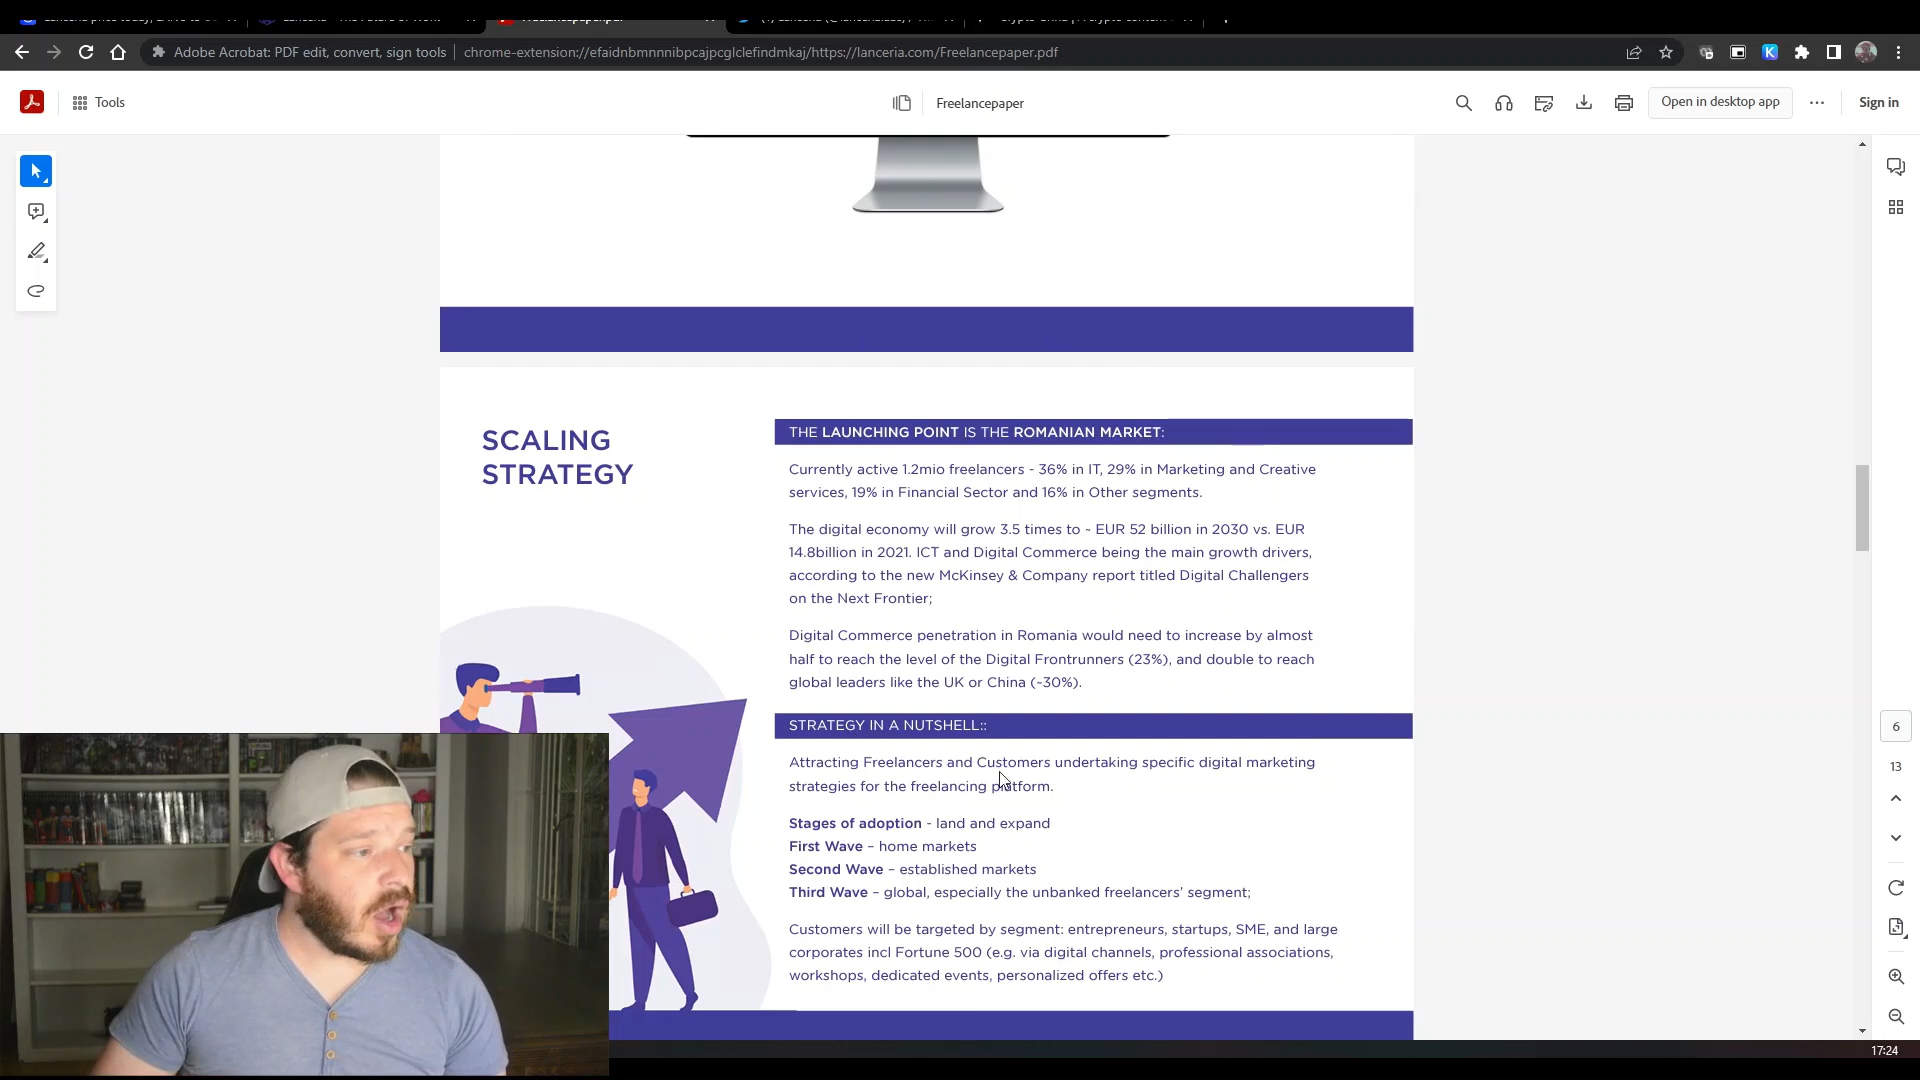 Adobe Acrobat: PDF edit, convert, sign tools
chrome-extension://efaidnbmnnnibpcajpcglclefindmkaj/https://lanceria.com/Freelancepaper.pdf
Tools
Freelancepaper
Open in desktop app
Sign in
SCALING
STRATEGY
THE LAUNCHING POINT IS THE ROMANIAN MARKET:
Currently active 1.2mio freelancers - 36% in IT, 29% in Marketing and Creative
services, 19% in Financial Sector and 16% in Other segments.
The digital economy will grow 3.5 times to ~ EUR 52 billion in 2030 vs. EUR
14.8billion in 2021. ICT and Digital Commerce being the main growth drivers,
according to the new McKinsey & Company report titled Digital Challengers
on the Next Frontier;
Digital Commerce penetration in Romania would need to increase by almost
half to reach the level of the Digital Frontrunners (23%), and double to reach
global leaders like the UK or China (~30%).
STRATEGY IN A NUTSHELL::
Attracting Freelancers and Customers undertaking specific digital marketing
strategies for the freelancing platform.
Stages of adoption - land and expand
First Wave – home markets
Second Wave – established markets
Third Wave – global, especially the unbanked freelancers’ segment;
Customers will be targeted by segment: entrepreneurs, startups, SME, and large
corporates incl Fortune 500 (e.g. via digital channels, professional associations,
workshops, dedicated events, personalized offers etc.)
6
13
17:24